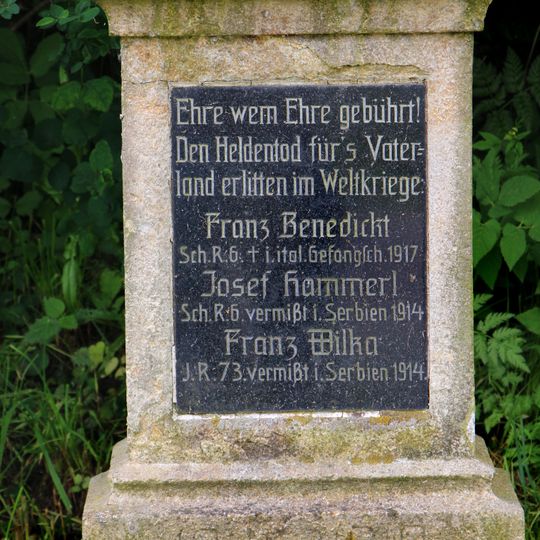 Ehre wem Ehre gebührt!
Den Heldentod für's Vater-
land erlitten im Weltkriege:
Franz Benedickt
Sch. R. 6. † i. ital. Gefangsch. 1917
Josef Hammerl
Sch. R. 6 vermißt i. Serbien 1914
Franz Wilka
J. R. 73. vermißt i. Serbien 1914